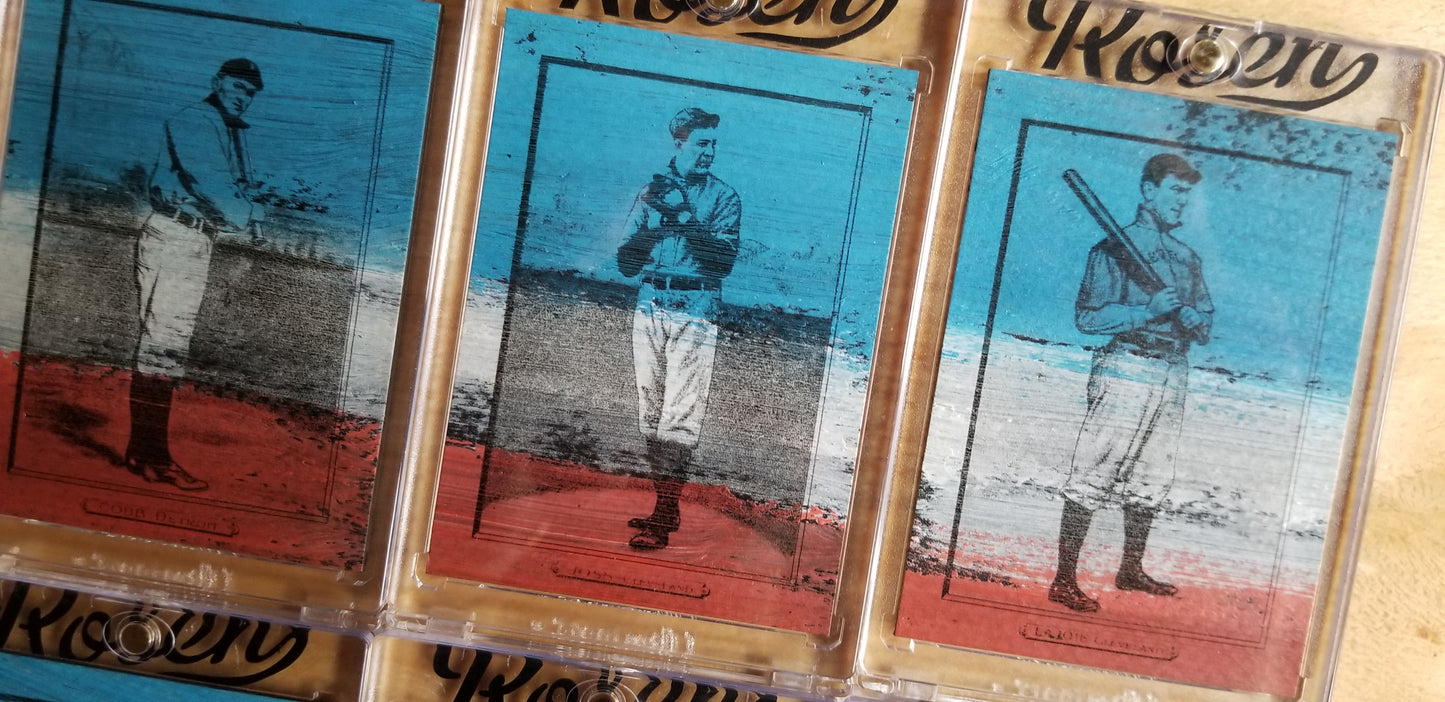 Rosen
Rosen
COBB DETROIT
JOSS CLEVELAND
LAJOIE CLEVELAND
Rosen
Rosen